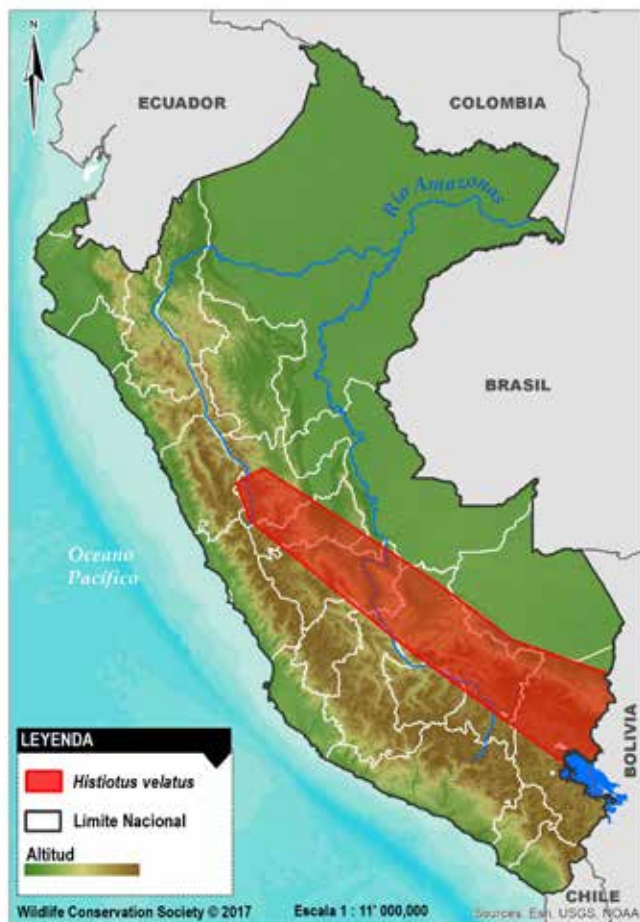 N
ECUADOR
COLOMBIA
Río Amazonas
BRASIL
Oceano
Pacífico
BOLIVIA
LEYENDA
Histiotus velatus
Límite Nacional
Altitud
CHILE
Wildlife Conservation Society © 2017
Escala 1 : 11' 000,000
Sources: Esri, USGS, NOAA